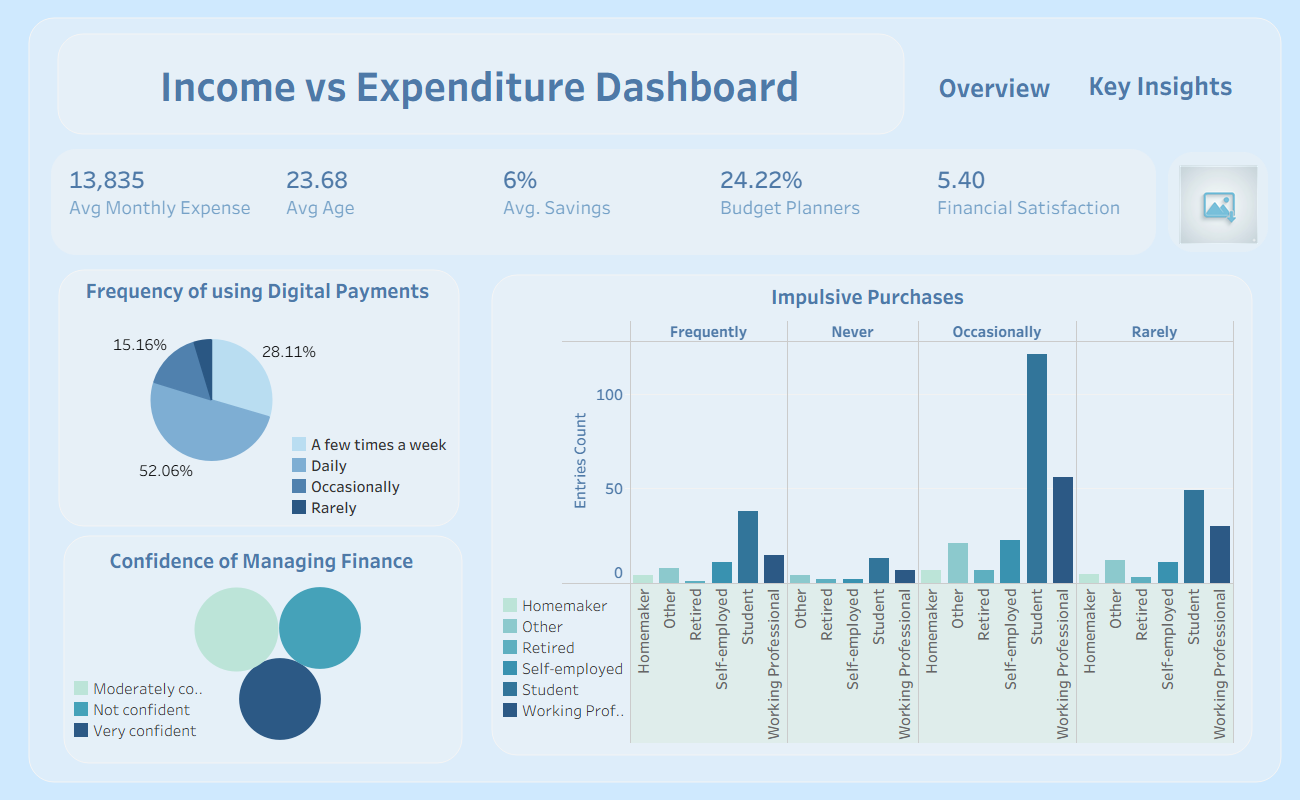 Income vs Expenditure Dashboard
Overview
Key Insights
13,835
Avg Monthly Expense
23.68
Avg Age
6%
Avg. Savings
24.22%
Budget Planners
5.40
Financial Satisfaction
Frequency of using Digital Payments
15.16%
28.11%
52.06%
A few times a week
Daily
Occasionally
Rarely
Confidence of Managing Finance
Moderately co..
Not confident
Very confident
Impulsive Purchases
Frequently
Never
Occasionally
Rarely
Entries Count
100
50
0
Homemaker
Other
Retired
Self-employed
Student
Working Professional
Other
Retired
Self-employed
Student
Working Professional
Homemaker
Other
Retired
Self-employed
Student
Working Professional
Homemaker
Other
Retired
Self-employed
Student
Working Professional
Homemaker
Other
Retired
Self-employed
Student
Working Prof..